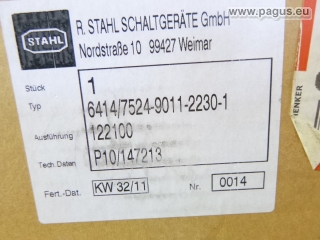 © www.pagus.eu
STAHL
R. STAHL SCHALTGERÄTE GmbH
Nordstraße 10 99427 Weimar
Stück 1
Typ 6414/7524-9011-2230-1
Ausführung 122100
Tech. Daten P10/147213
Fert.-Dat. KW 32/11 Nr. 0014